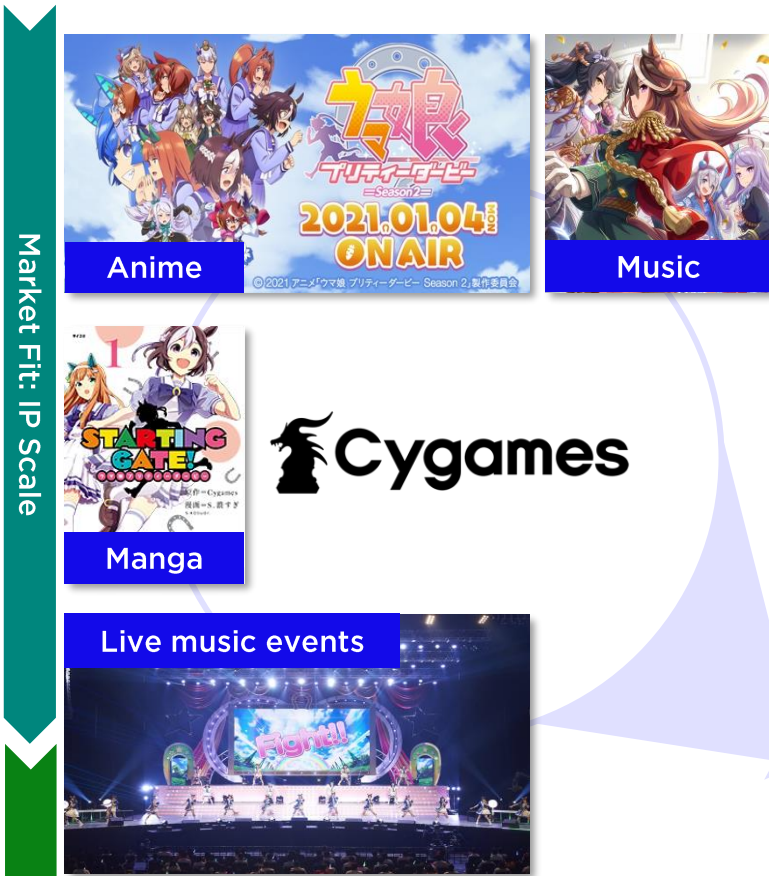 Market Fit: IP Scale
ウマ娘
プリティーダービー
Season2
2021.01.04 MON
ON AIR
© 2021 アニメ「ウマ娘 プリティーダービー Season 2」製作委員会
Anime
Music
1
STARTING
GATE!
原作=Cygames
Manga
Cygames
Live music events
Fight!!